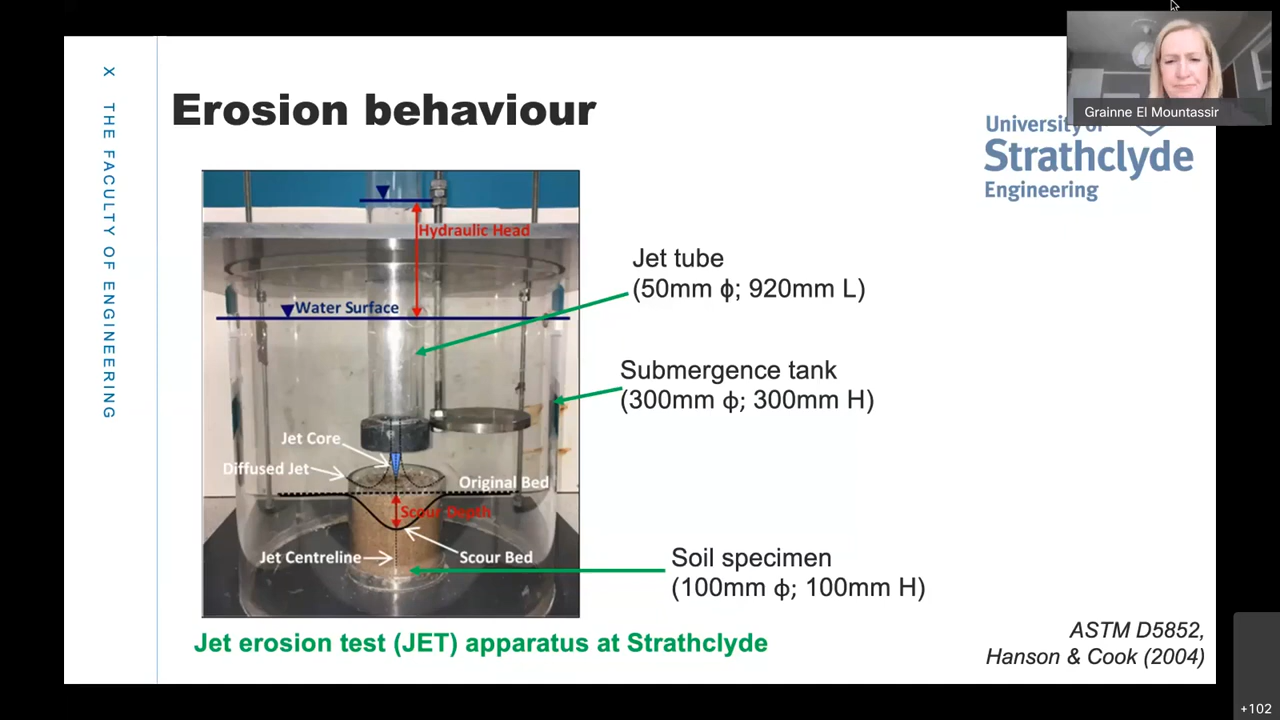 X THE FACULTY OF ENGINEERING
Erosion behaviour
Grainne El Mountassir
University of
Strathclyde
Engineering
Hydraulic Head
Water Surface
Jet Core
Diffused Jet
Original Bed
Scour Depth
Jet Centreline
Scour Bed
Jet tube
(50mm ϕ; 920mm L)
Submergence tank
(300mm ϕ; 300mm H)
Soil specimen
(100mm ϕ; 100mm H)
Jet erosion test (JET) apparatus at Strathclyde
ASTM D5852,
Hanson & Cook (2004)
+102